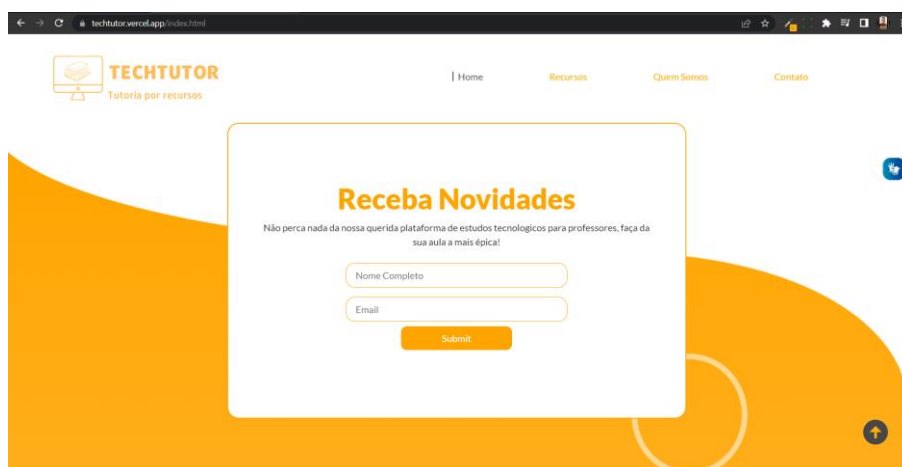 techtutor.vercel.app/index.html
TECHTUTOR
Tutoria por recursos
Home
Recursos
Quem Somos
Contato
Receba Novidades
Não perca nada da nossa querida plataforma de estudos tecnologicos para professores, faça da
sua aula a mais épica!
Nome Completo
Email
Submit